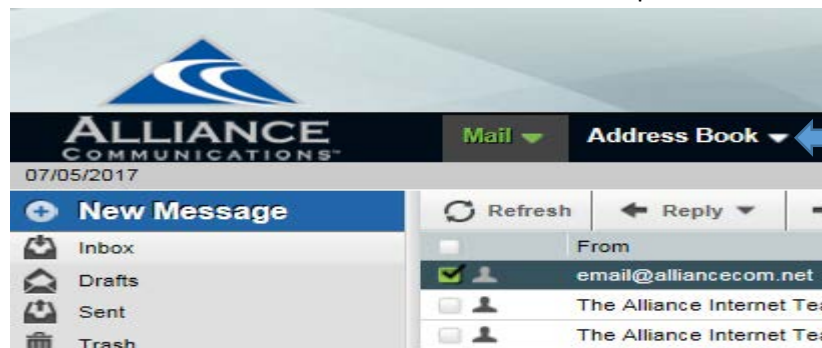 ALLIANCE
COMMUNICATIONS
Mail
Address Book
07/05/2017
New Message
Refresh
Reply
Inbox
From
Drafts
email@alliancecom.net
Sent
The Alliance Internet Tea
Trash
The Alliance Internet Tea